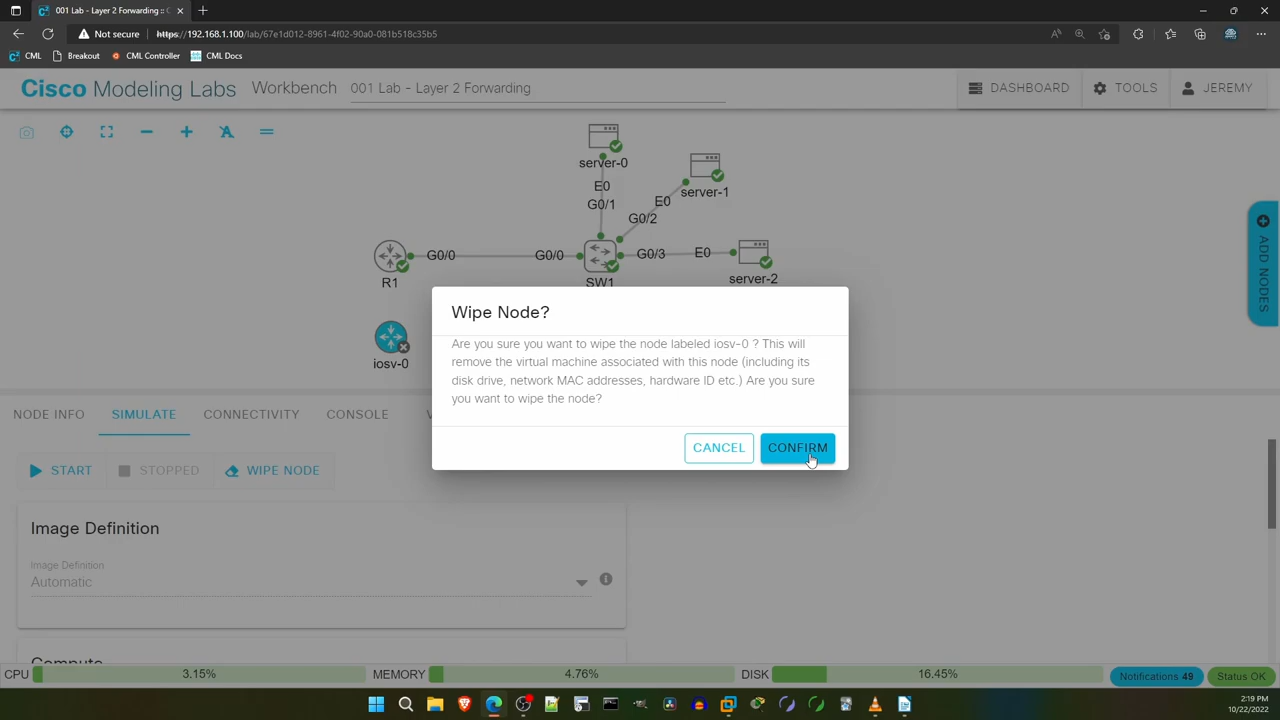 001 Lab - Layer 2 Forwarding ::
Not secure
https://192.168.1.100/lab/67e1d012-8961-4f02-90a0-081b518c35b5
CML
Breakout
CML Controller
CML Docs
Cisco Modeling Labs
Workbench
001 Lab - Layer 2 Forwarding
DASHBOARD
TOOLS
JEREMY
server-0
server-1
E0
E0
G0/1
G0/2
G0/0
G0/0
G0/3
E0
R1
SW1
server-2
ADD NODES
iosv-0
Wipe Node?
Are you sure you want to wipe the node labeled iosv-0 ? This will
remove the virtual machine associated with this node (including its
disk drive, network MAC addresses, hardware ID etc.) Are you sure
you want to wipe the node?
CANCEL
CONFIRM
NODE INFO
SIMULATE
CONNECTIVITY
CONSOLE
START
STOPPED
WIPE NODE
Image Definition
Image Definition
Automatic
Compute
CPU
3.15%
MEMORY
4.76%
DISK
16.45%
Notifications 49
Status OK
2:19 PM
10/22/2022